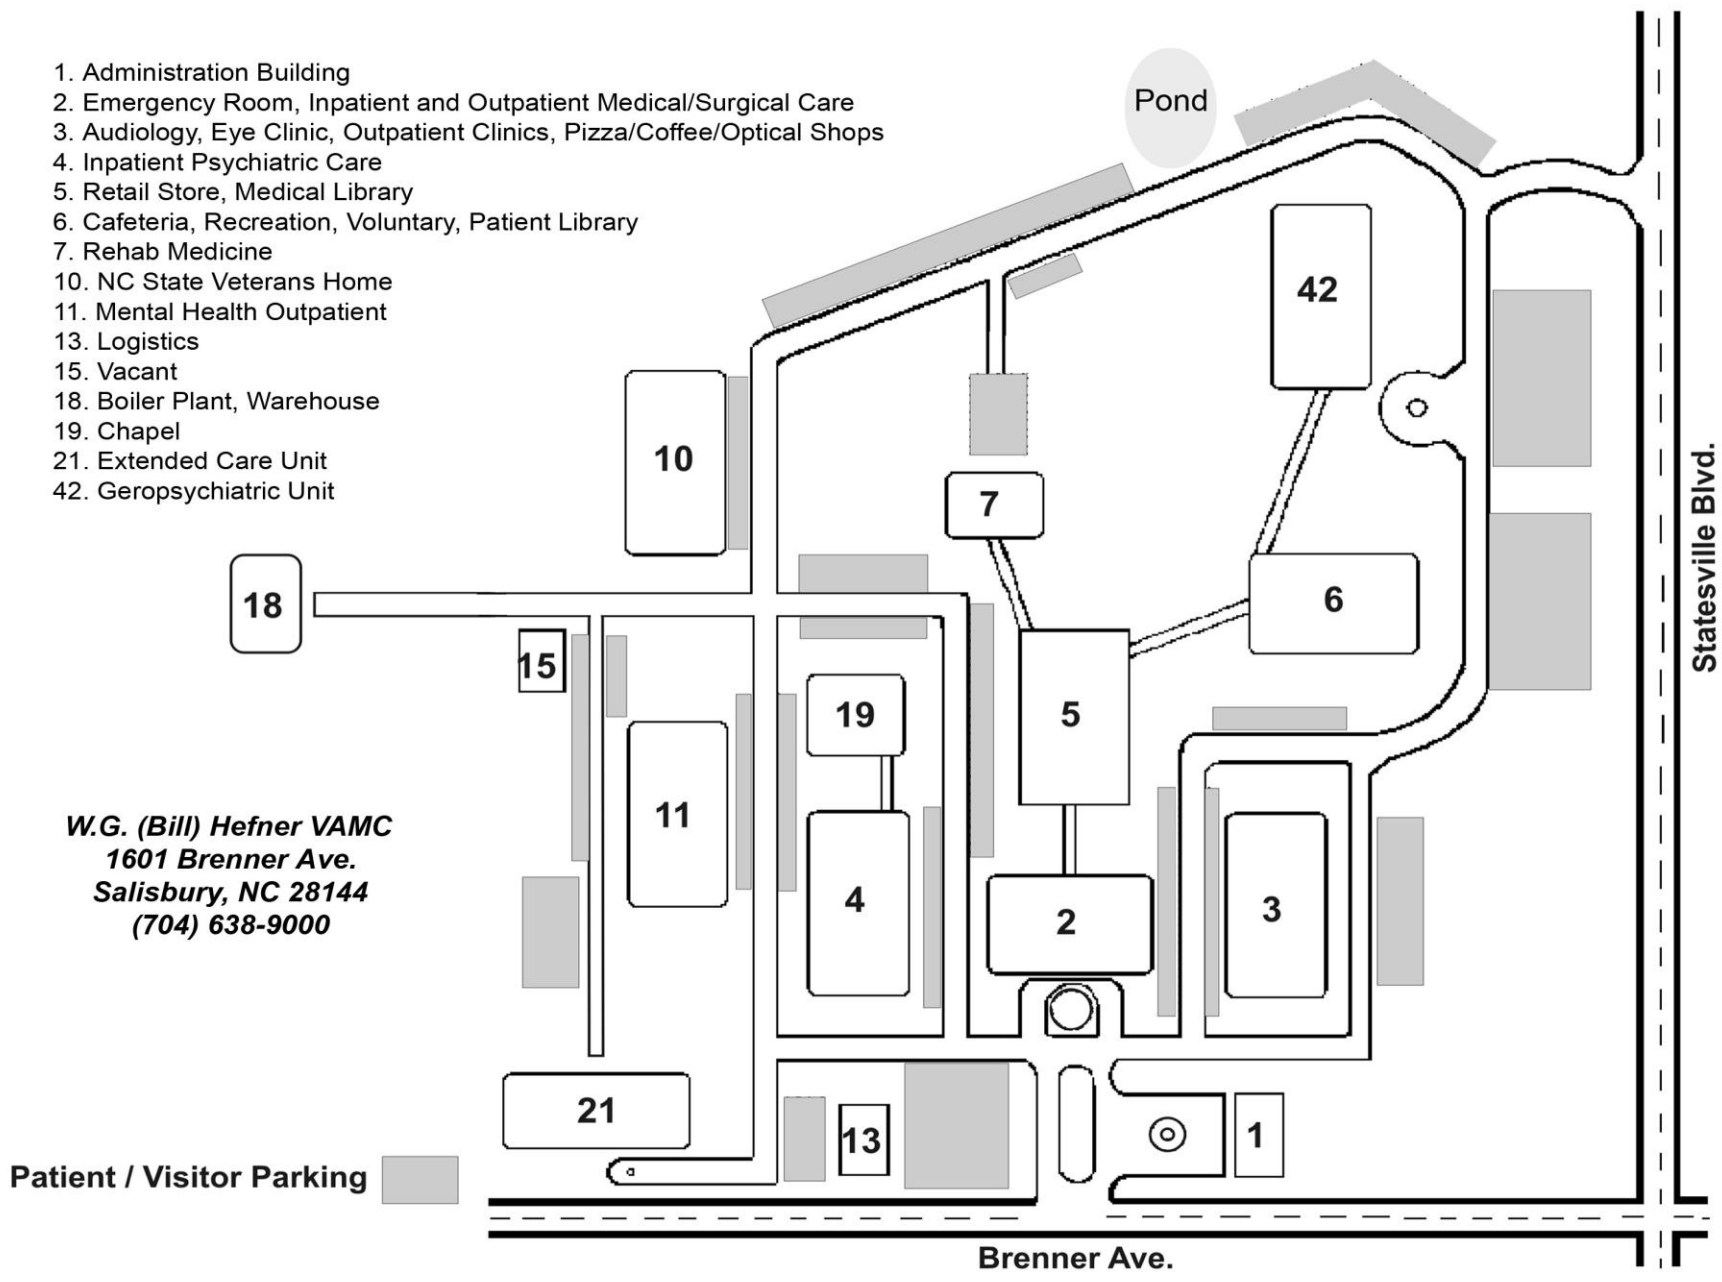 1. Administration Building
2. Emergency Room, Inpatient and Outpatient Medical/Surgical Care
3. Audiology, Eye Clinic, Outpatient Clinics, Pizza/Coffee/Optical Shops
4. Inpatient Psychiatric Care
5. Retail Store, Medical Library
6. Cafeteria, Recreation, Voluntary, Patient Library
7. Rehab Medicine
10. NC State Veterans Home
11. Mental Health Outpatient
13. Logistics
15. Vacant
18. Boiler Plant, Warehouse
19. Chapel
21. Extended Care Unit
42. Geropsychiatric Unit
Pond
42
10
7
18
6
15
19
5
11
4
2
3
21
13
1
Statesville Blvd.
W.G. (Bill) Hefner VAMC
1601 Brenner Ave.
Salisbury, NC 28144
(704) 638-9000
Patient / Visitor Parking
Brenner Ave.